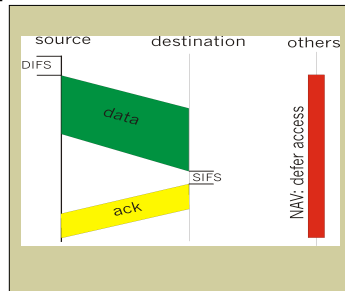 source destination others
DIFS
data
SIFS
ack
NAV: defer access